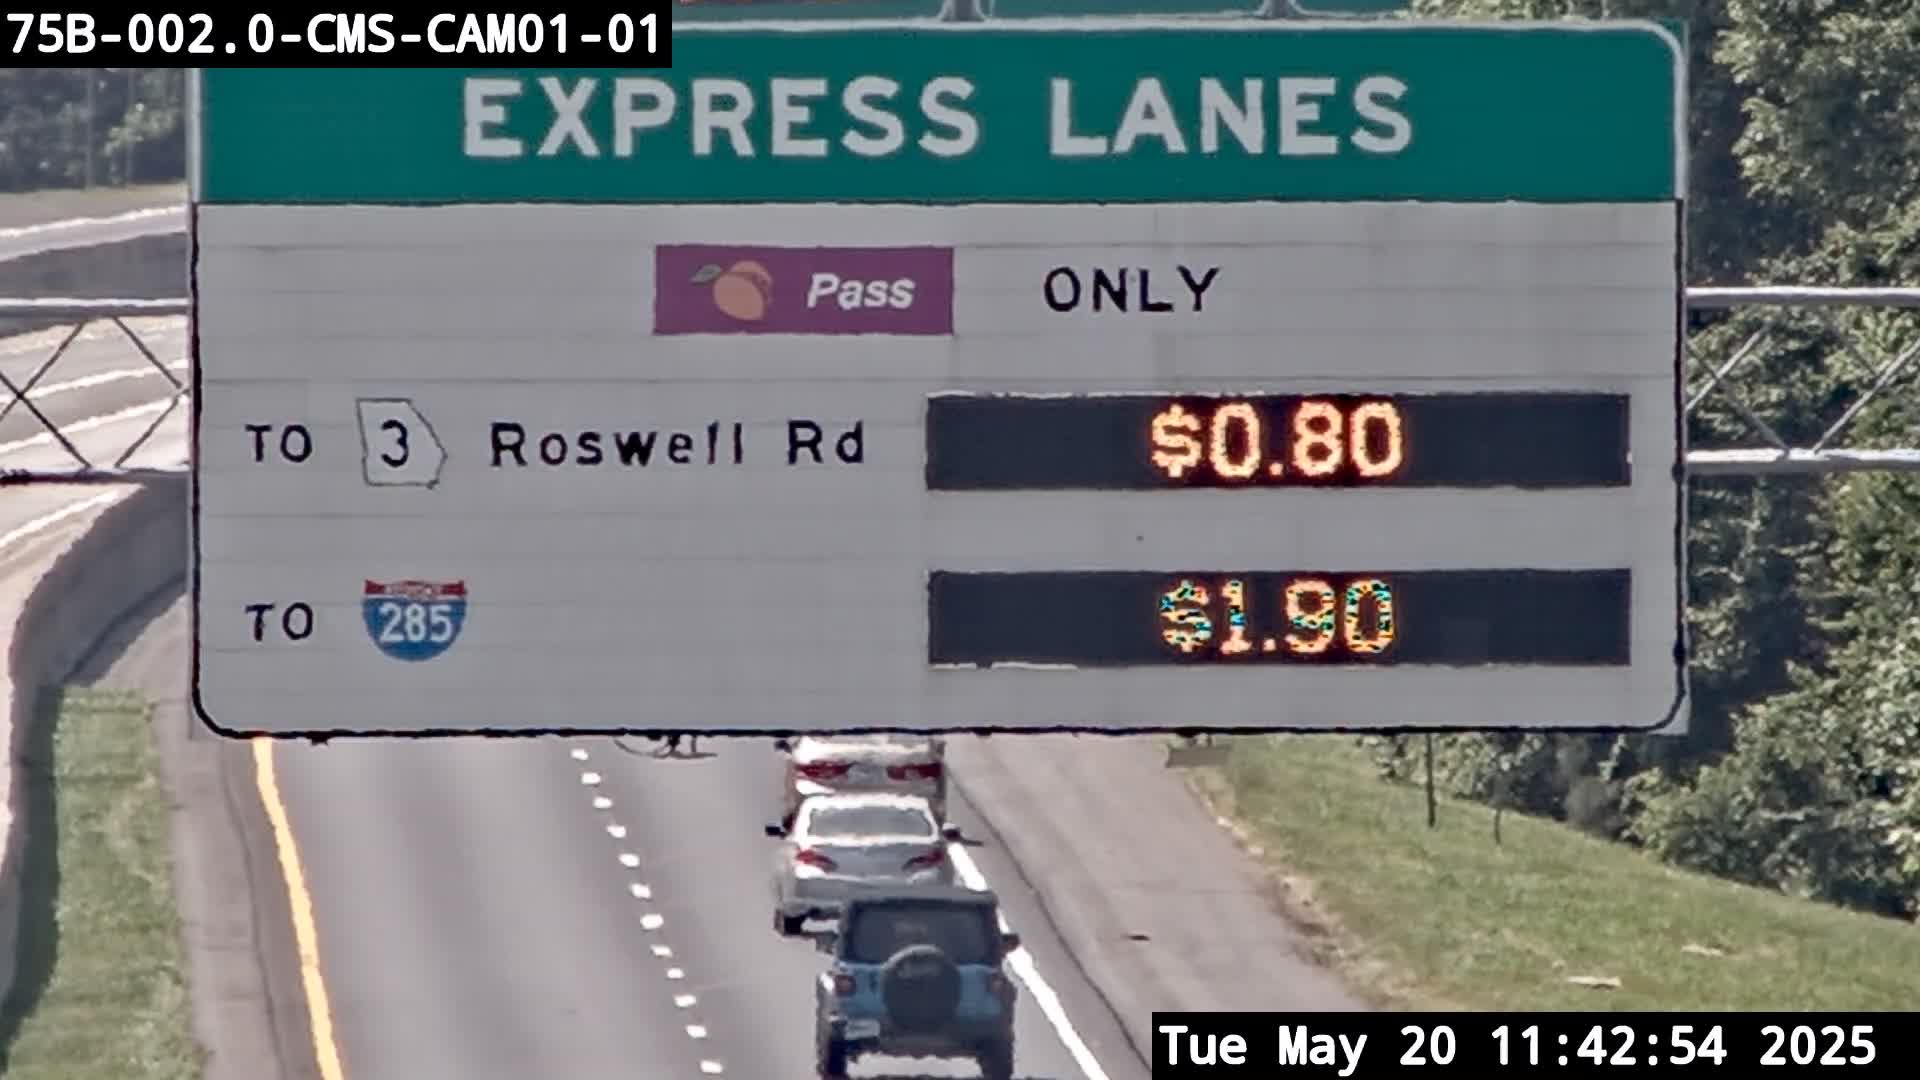 75B-002.0-CMS-CAM01-01
EXPRESS LANES
Pass ONLY
TO 3 Roswell Rd $0.80
TO 285 $1.90
Tue May 20 11:42:54 2025